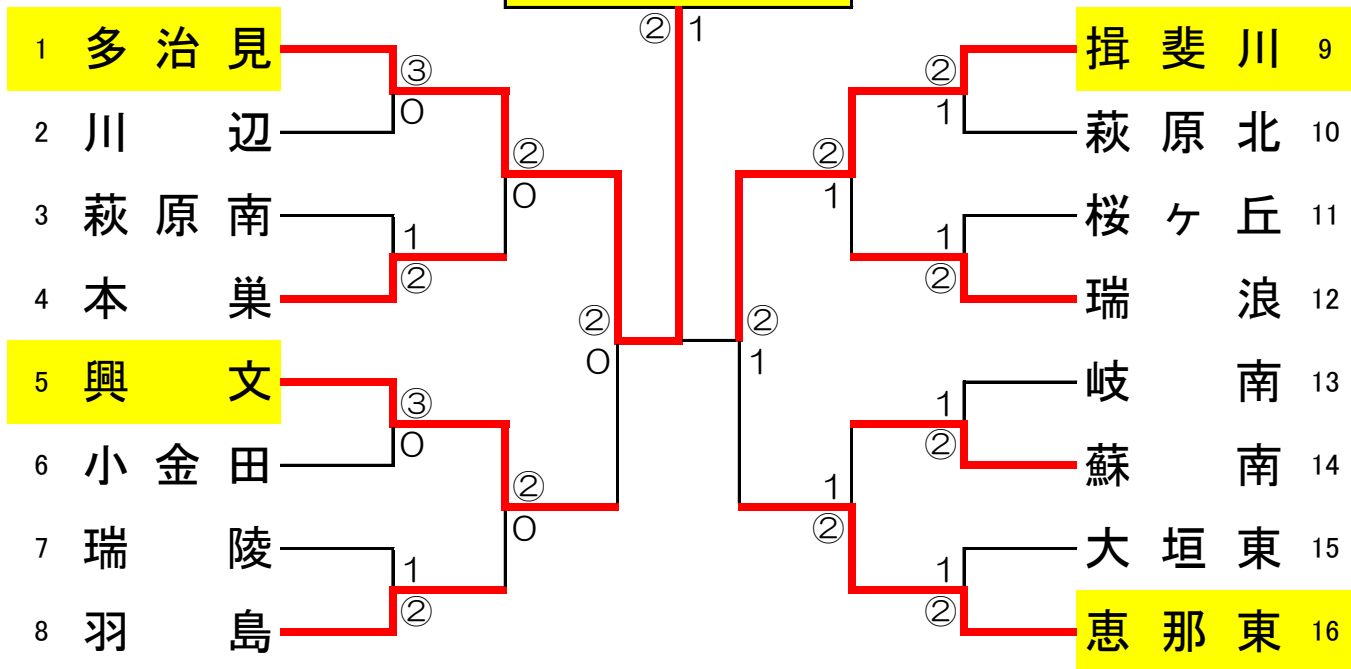 ② 1
1 多治見
③
0
2 川辺
②
0
3 萩原南
1
②
4 本巣
②
0
5 興文
③
0
6 小金田
②
0
7 瑞陵
1
②
8 羽島
揖斐川 9
②
1
萩原北 10
②
1
桜ヶ丘 11
1
②
瑞浪 12
②
1
岐南 13
1
②
蘇南 14
1
②
大垣東 15
1
②
恵那東 16